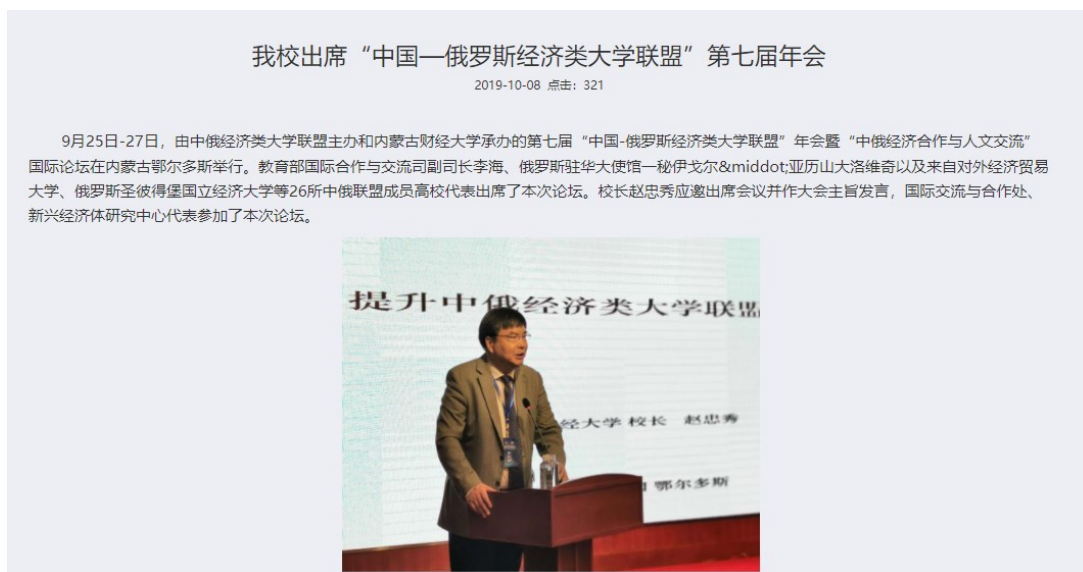 我校出席“中国—俄罗斯经济类大学联盟”第七届年会
2019-10-08 点击：321
9月25日-27日，由中俄经济类大学联盟主办和内蒙古财经大学承办的第七届“中国-俄罗斯经济类大学联盟”年会暨“中俄经济合作与人文交流”
国际论坛在内蒙古鄂尔多斯举行。教育部国际合作与交流司副司长李海、俄罗斯驻华大使馆一秘伊戈尔&middot;亚历山大洛维奇以及来自对外经济贸易
大学、俄罗斯圣彼得堡国立经济大学等26所中俄联盟成员高校代表出席了本次论坛。校长赵忠秀应邀出席会议并作大会主旨发言，国际交流与合作处、
新兴经济体研究中心代表参加了本次论坛。
提升中俄经济类大学联盟
经大学 校长 赵忠秀
鄂尔多斯